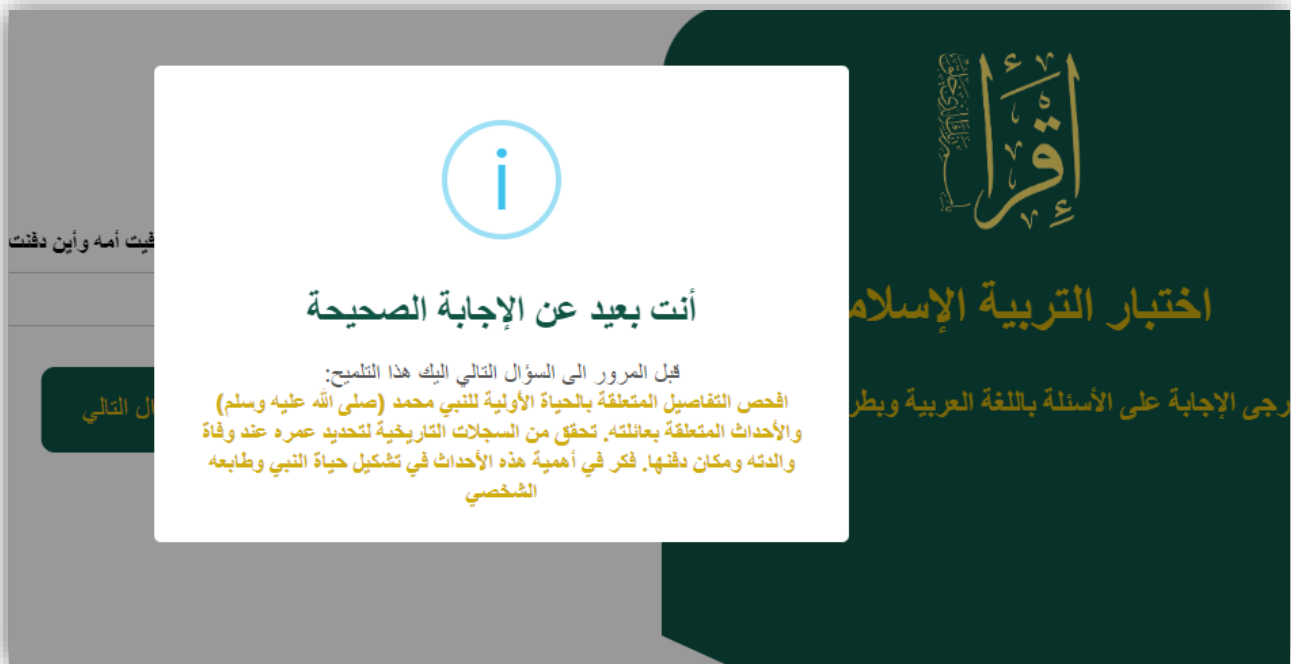 إقرأ
اختبار التربية الإسلام
رجى الإجابة على الأسئلة باللغة العربية وبطر
فيت أمه وأين دفنت
ال التالي
i
أنت بعيد عن الإجابة الصحيحة
قبل المرور الى السؤال التالي اليك هذا التلميح:
افحص التفاصيل المتعلقة بالحياة الأولية للنبي محمد (صلى الله عليه وسلم)
والأحداث المتعلقة بعائلته. تحقق من السجلات التاريخية لتحديد عمره عند وفاة
والدته ومكان دفنها. فكر في أهمية هذه الأحداث في تشكيل حياة النبي وطابعه
الشخصي